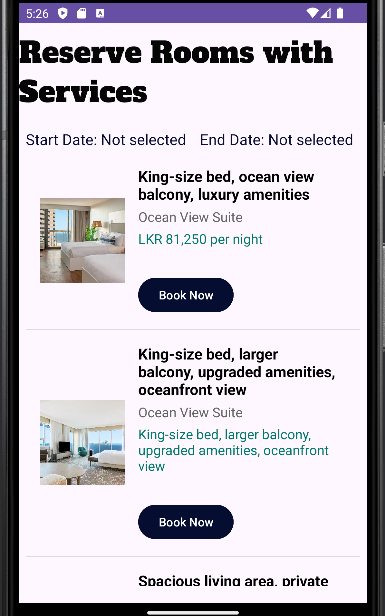 5:26
Reserve Rooms with
Services
Start Date: Not selected End Date: Not selected
King-size bed, ocean view
balcony, luxury amenities
Ocean View Suite
LKR 81,250 per night
Book Now
King-size bed, larger
balcony, upgraded amenities,
oceanfront view
Ocean View Suite
King-size bed, larger balcony,
upgraded amenities, oceanfront
view
Book Now
Spacious living area, private